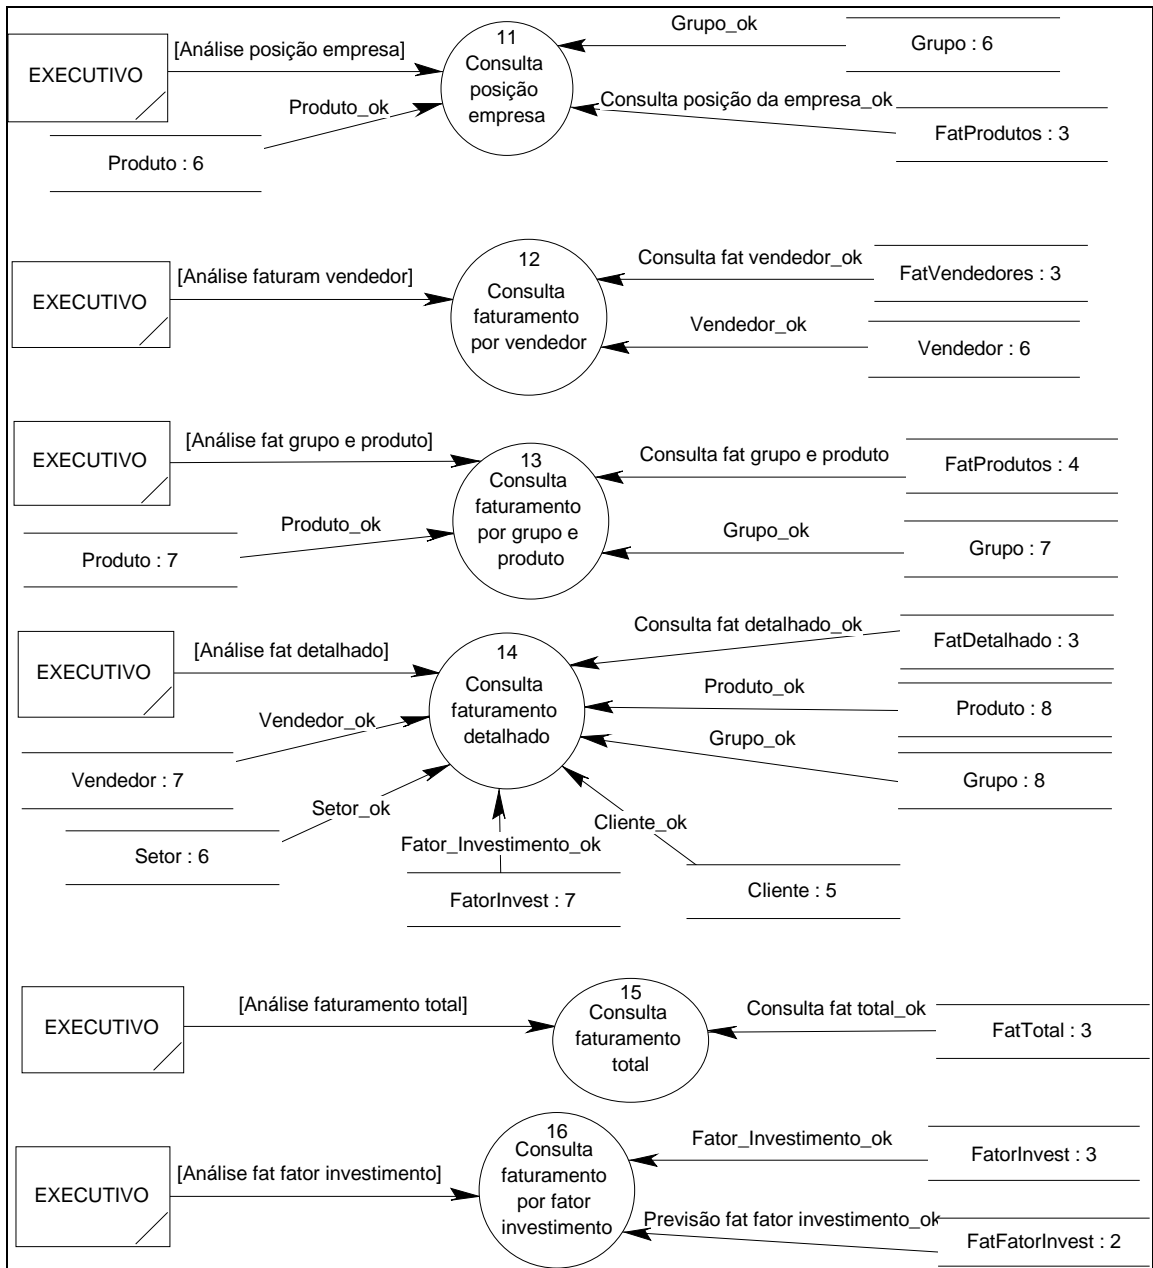 EXECUTIVO
[Análise posição empresa]
11
Consulta
posição
empresa
Grupo_ok
Grupo : 6
Produto_ok
Produto : 6
Consulta posição da empresa_ok
FatProdutos : 3
EXECUTIVO
[Análise faturam vendedor]
12
Consulta
faturamento
por vendedor
Consulta fat vendedor_ok
FatVendedores : 3
Vendedor_ok
Vendedor : 6
EXECUTIVO
[Análise fat grupo e produto]
13
Consulta
faturamento
por grupo e
produto
Consulta fat grupo e produto
FatProdutos : 4
Produto_ok
Produto : 7
Grupo_ok
Grupo : 7
EXECUTIVO
[Análise fat detalhado]
14
Consulta
faturamento
detalhado
Consulta fat detalhado_ok
FatDetalhado : 3
Produto_ok
Produto : 8
Vendedor_ok
Vendedor : 7
Grupo_ok
Grupo : 8
Setor_ok
Setor : 6
Fator_Investimento_ok
FatorInvest : 7
Cliente_ok
Cliente : 5
EXECUTIVO
[Análise faturamento total]
15
Consulta
faturamento
total
Consulta fat total_ok
FatTotal : 3
EXECUTIVO
[Análise fat fator investimento]
16
Consulta
faturamento
por fator
investimento
Fator_Investimento_ok
FatorInvest : 3
Previsão fat fator investimento_ok
FatFatorInvest : 2